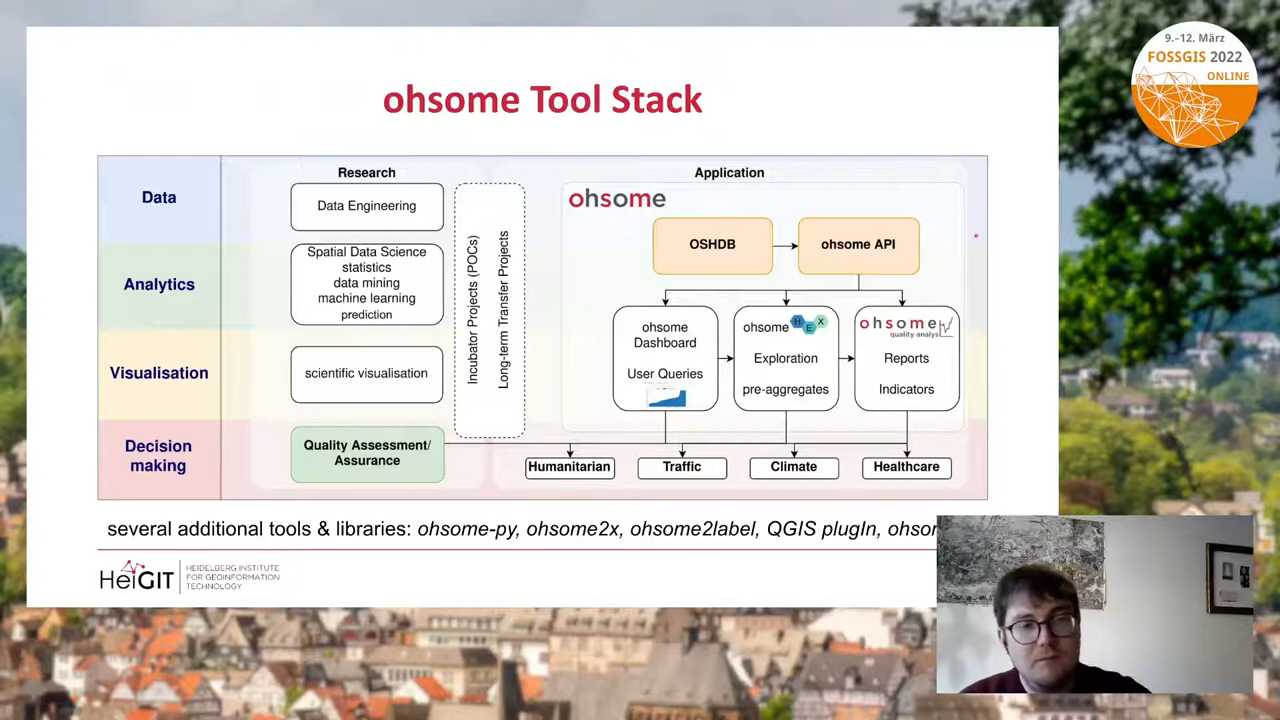 9.–12. März
FOSSGIS 2022
ONLINE
ohsome Tool Stack
Data
Analytics
Visualisation
Decision
making
Research
Data Engineering
Spatial Data Science
statistics
data mining
machine learning
prediction
scientific visualisation
Quality Assessment/
Assurance
Incubator Projects (POCs)
Long-term Transfer Projects
Application
ohsome
OSHDB
ohsome API
ohsome
Dashboard
User Queries
ohsome HEX
Exploration
pre-aggregates
ohsome
quality analyst
Reports
Indicators
Humanitarian
Traffic
Climate
Healthcare
several additional tools & libraries: ohsome-py, ohsome2x, ohsome2label, QGIS plugIn,
HeiGIT
HEIDELBERG INSTITUTE
FOR GEOINFORMATION
TECHNOLOGY